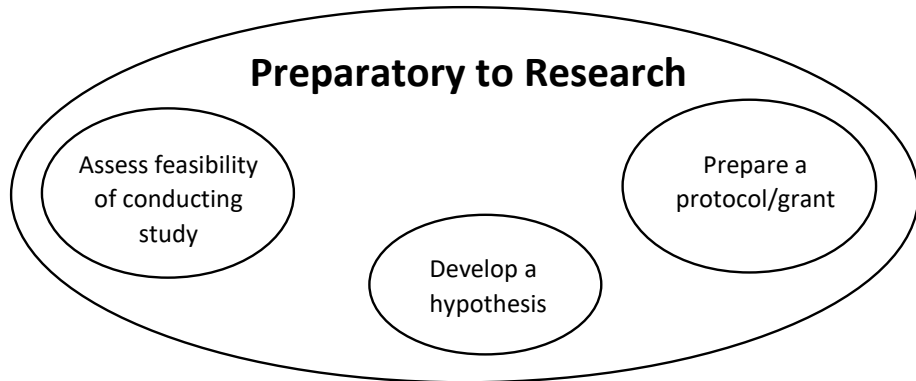 Preparatory to Research
Assess feasibility
of conducting
study
Develop a
hypothesis
Prepare a
protocol/grant